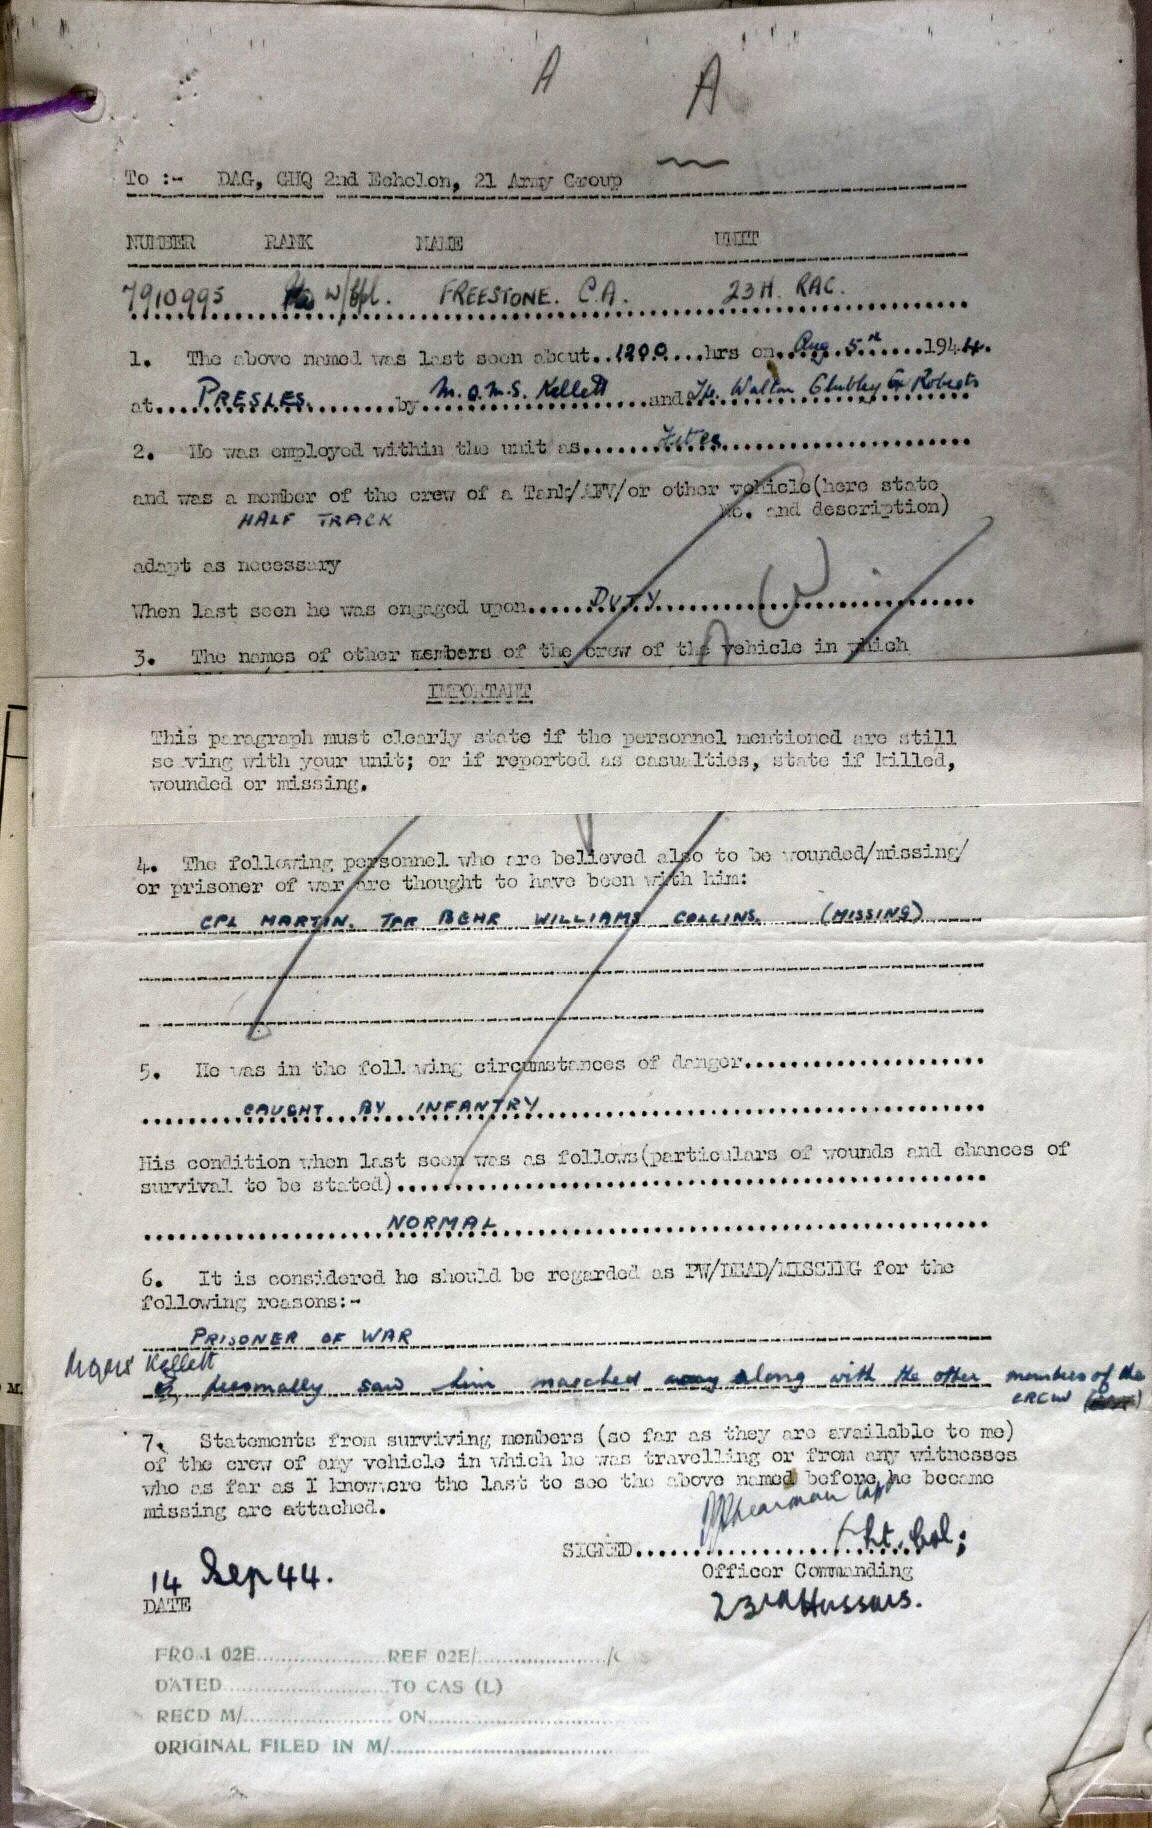 A A
To :- DAG, GHQ 2nd Echelon, 21 Army Group
NUMBER RANK NAME UNIT
7910995 W/Cpl. FREESTONE. C.A. 23H. RAC.
1. The above named was last seen about..1200....hrs on...Aug. 5th......1944.
at....PRESLES..........by...M.Q.M.S. Kellett.....and Tprs. Walton Clubley & Roberts
2. He was employed within the unit as.......Fitter......................
and was a member of the crew of a Tank/AFV/or other vehicle(here state
No. and description)
HALF TRACK
adapt as necessary
When last seen he was engaged upon......DUTY..............................
3. The names of other members of the crew of the vehicle in which
IMPORTANT
This paragraph must clearly state if the personnel mentioned are still
se ving with your unit; or if reported as casualties, state if killed,
wounded or missing.
4. The following personnel who are believed also to be wounded/missing/
or prisoner of war are thought to have been with him:
CPL MARTIN. TPR BEHR WILLIAMS COLLINS. (MISSING)
5. He was in the foll wing circumstances of danger......................
CAUGHT BY INFANTRY
His condition when last seen was as follows(particulars of wounds and chances of
survival to be stated)..................................................
NORMAL
6. It is considered he should be regarded as PW/DEAD/MISSING for the
following reasons:-
PRISONER OF WAR
MQMS Kellett
personally saw him marched away along with the other members of the
CREW
7. Statements from surviving members (so far as they are available to me)
of the crew of any vehicle in which he was travelling or from any witnesses
who as far as I know were the last to see the above named before he became
missing are attached.
Capt
SIGNED........................Lt. Col;
Officer Commanding
14 Sep 44.
23rd Hussars.
DATE
FROM 02E....................REF 02E/..................../CAS
DATED..........................TO CAS (L)
RECD M/....................... ON.......................
ORIGINAL FILED IN M/...................................